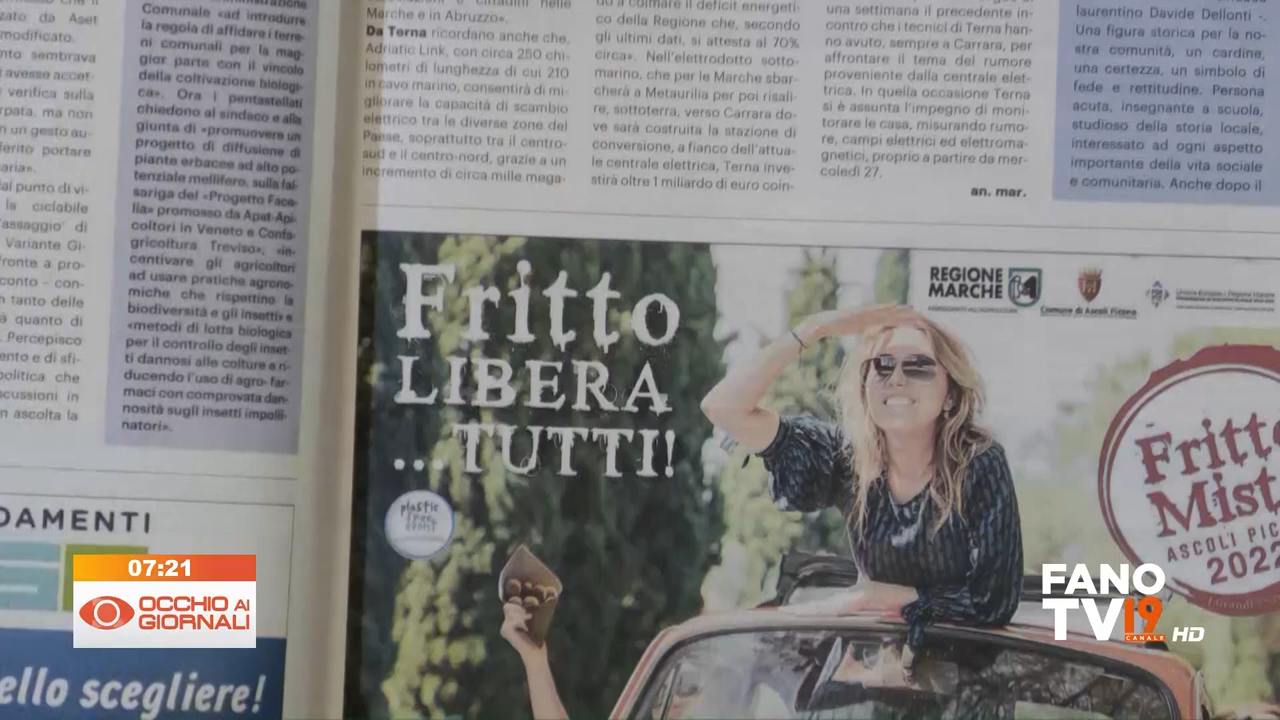 zato da Aset
modificato.
nto sembrava
avesse accet-
verifica sulla
rpata, ma non
n un gesto au-
ferito portare
aria».
dal punto di vi-
la ciclabile
'assaggio' di
Variante Gi-
fronte a pro-
conto - con-
n tanto delle
à quanto di
. Percepisco
ento e di sfi-
politica che
cussioni in
n ascolta la
Comunale «ad introdurre
la regola di affidare i terre-
ni comunali per la mag-
gior parte con il vincolo
della coltivazione biologi-
ca». Ora i pentastellati
chiedono al sindaco e alla
giunta di «promuovere un
progetto di diffusione di
piante erbacee ad alto po-
tenziale mellifero, sulla fal-
sariga del «Progetto Face-
lia» promosso da Apat-Api-
coltori in Veneto e Confa-
gricoltura Treviso», «in-
centivare gli agricoltori
ad usare pratiche agrono-
miche che rispettino la
biodiversità e gli insetti» e
«metodi di lotta biologica
per il controllo degli inset-
ti dannosi alle colture e ri-
ducendo l'uso di agro- far-
maci con comprovata dan-
nosità sugli insetti impolli-
natori».
Marche e in Abruzzo».
Da Terna ricordano anche che,
Adriatic Link, con circa 250 chi-
lometri di lunghezza di cui 210
in cavo marino, consentirà di mi-
gliorare la capacità di scambio
elettrico tra le diverse zone del
Paese, soprattutto tra il centro-
sud e il centro-nord, grazie a un
incremento di circa mille mega-
do a colmare il deficit energeti-
co della Regione che, secondo
gli ultimi dati, si attesta al 70%
circa». Nell'elettrodotto sotto-
marino, che per le Marche sbar-
cherà a Metaurilia per poi risali-
re, sottoterra, verso Carrara do-
ve sarà costruita la stazione di
conversione, a fianco dell'attua-
le centrale elettrica, Terna inve-
stirà oltre 1 miliardo di euro coin-
una settimana il precedente in-
contro che i tecnici di Terna han-
no avuto, sempre a Carrara, per
affrontare il tema del rumore
proveniente dalla centrale elet-
trica. In quella occasione Terna
si è assunta l'impegno di moni-
torare le casa, misurando rumo-
re, campi elettrici ed elettroma-
gnetici, proprio a partire da mer-
coledì 27.
an. mar.
laurentino Davide Dellonti -.
Una figura storica per la no-
stra comunità, un cardine,
una certezza, un simbolo di
fede e rettitudine. Persona
acuta, insegnante a scuola,
studioso della storia locale,
interessato ad ogni aspetto
importante della vita sociale
e comunitaria. Anche dopo il
Fritto
LIBERA
...TUTTI!
plastic
free
event
REGIONE
MARCHE
Comune di Ascoli Piceno
Fritto
Mist
ASCOLI PIC
2022
DAMENTI
ello scegliere!
07:21
OCCHIO AI
GIORNALI
FANO
TV19
CANALE
HD